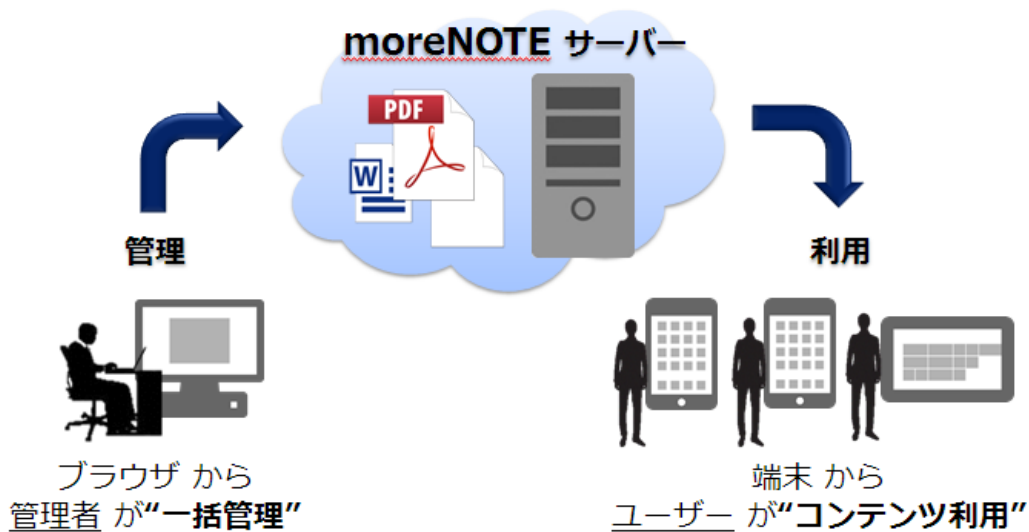 moreNOTE サーバー
PDF
W
管理
利用
ブラウザ から
管理者 が“一括管理”
端末 から
ユーザー が“コンテンツ利用”